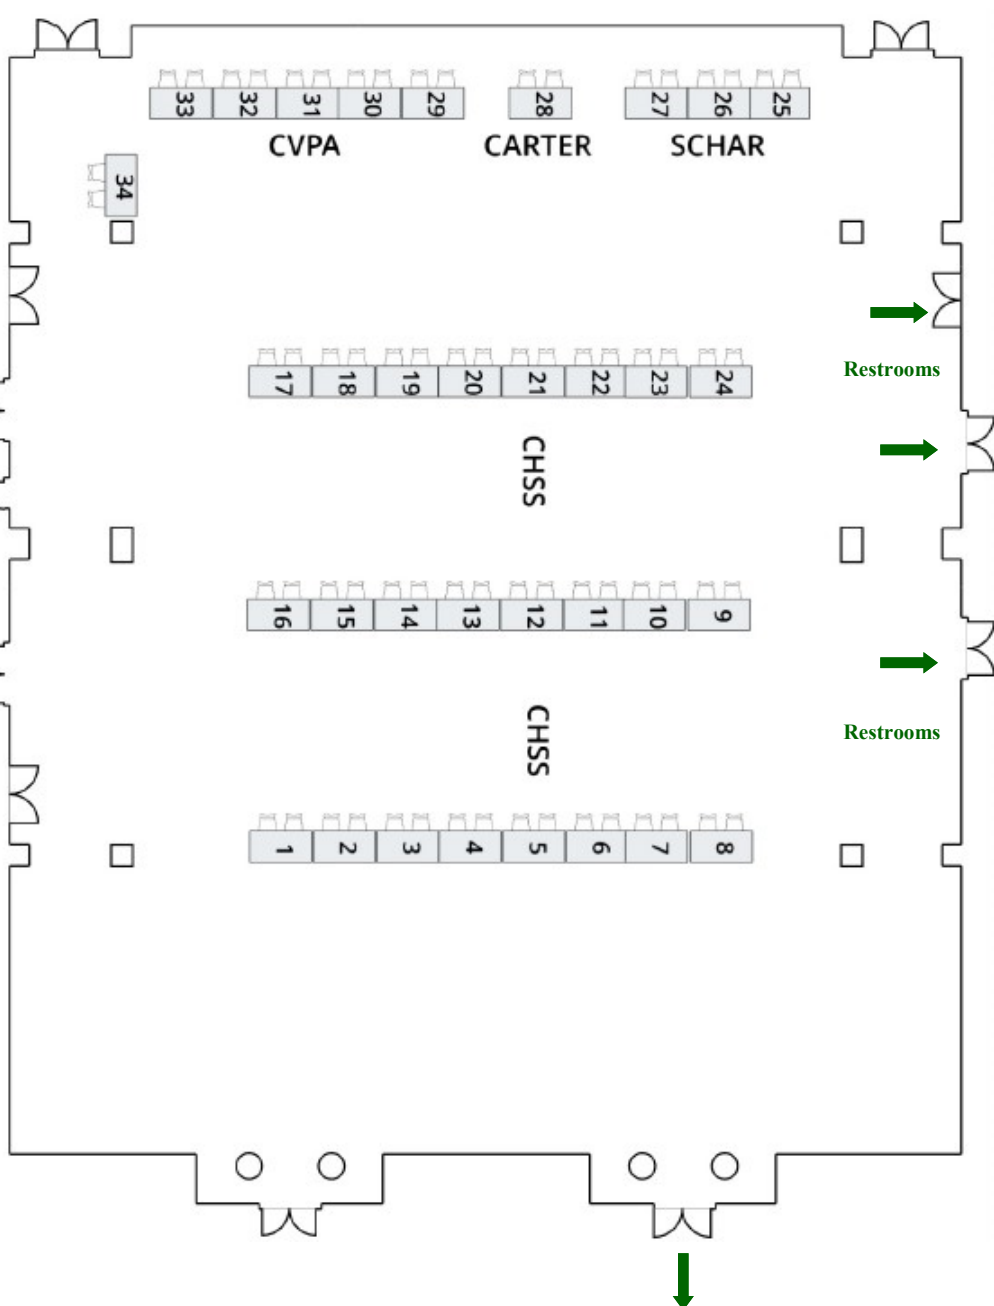 33 32 31 30 29 28 27 26 25
CVPA CARTER SCHAR
34
Restrooms
17 18 19 20 21 22 23 24
CHSS
16 15 14 13 12 11 10 9
CHSS
Restrooms
1 2 3 4 5 6 7 8